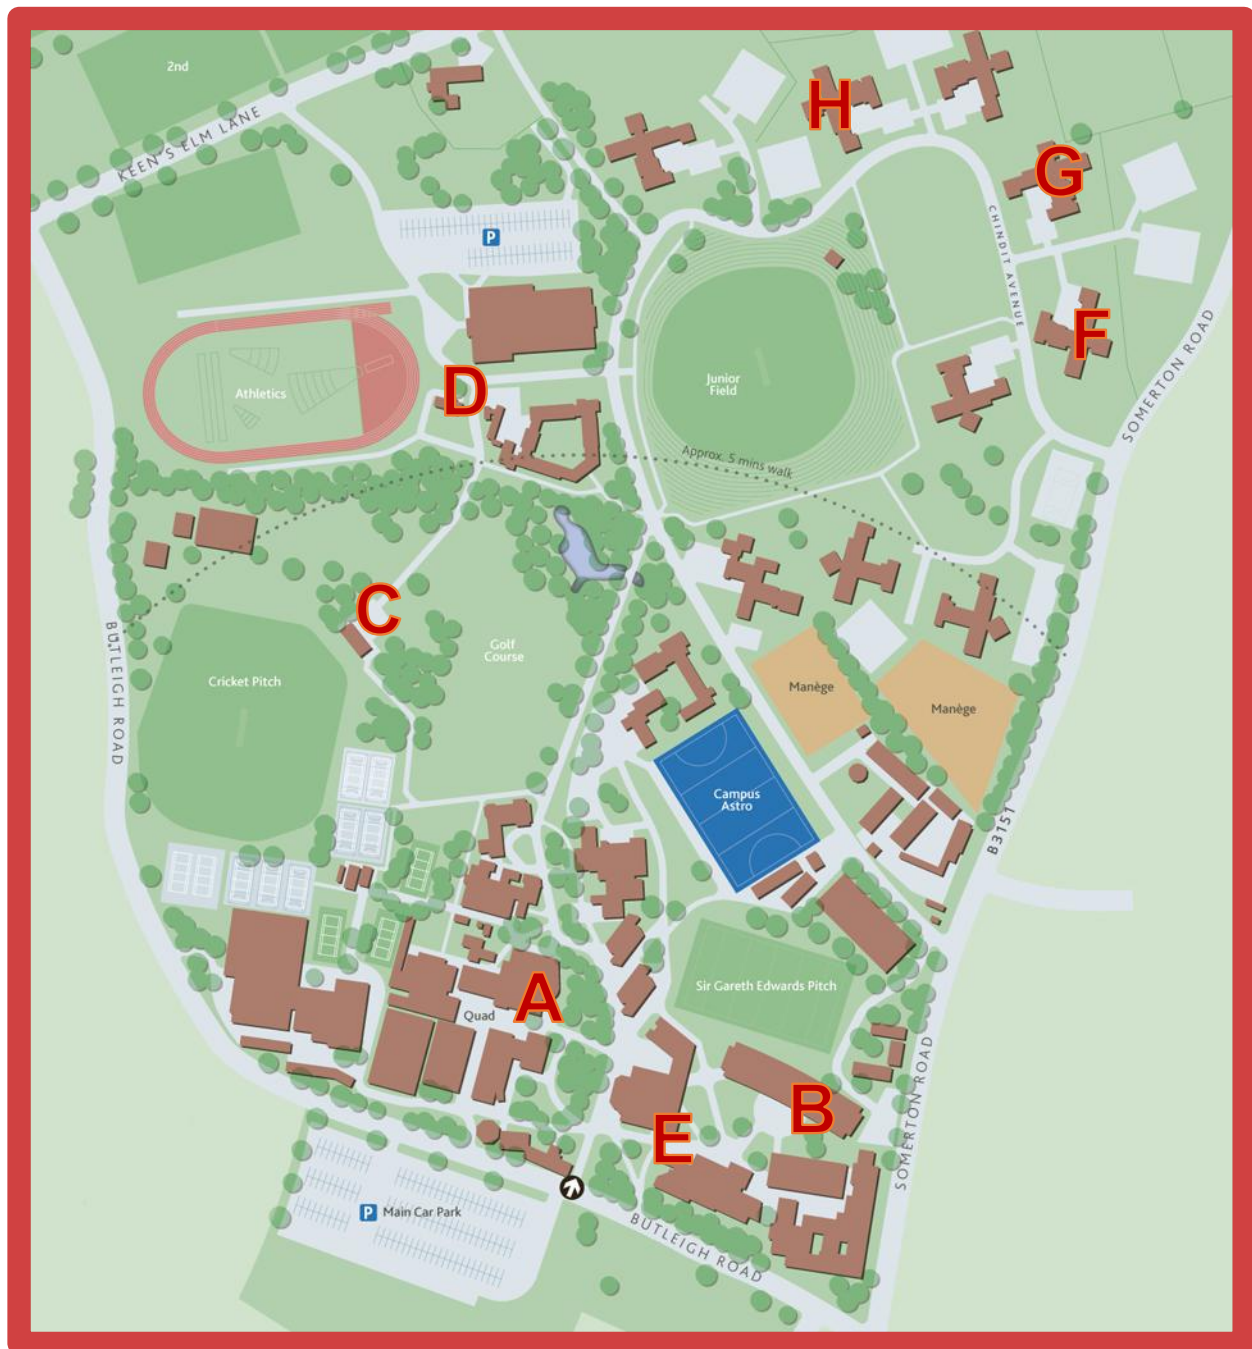 2nd
KEEN'S ELM LANE
H
G
P
CHINDIT AVENUE
F
SOMERTON ROAD
Athletics
D
Junior
Field
Approx. 5 mins walk
C
Golf
Course
BUTLEIGH ROAD
Cricket Pitch
Manège
Manège
Campus
Astro
B3151
A
Quad
Sir Gareth Edwards Pitch
B
E
SOMERTON ROAD
P Main Car Park
BUTLEIGH ROAD